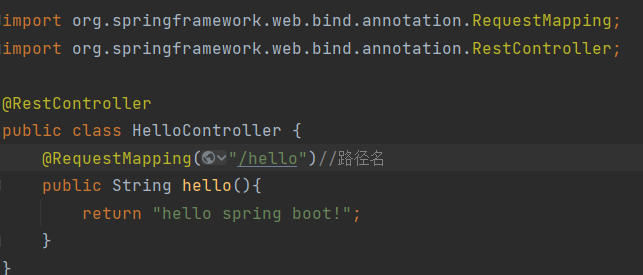 import org.springframework.web.bind.annotation.RequestMapping;
import org.springframework.web.bind.annotation.RestController;
@RestController
public class HelloController {
@RequestMapping("/hello")//路径名
public String hello(){
return "hello spring boot!";
}
}